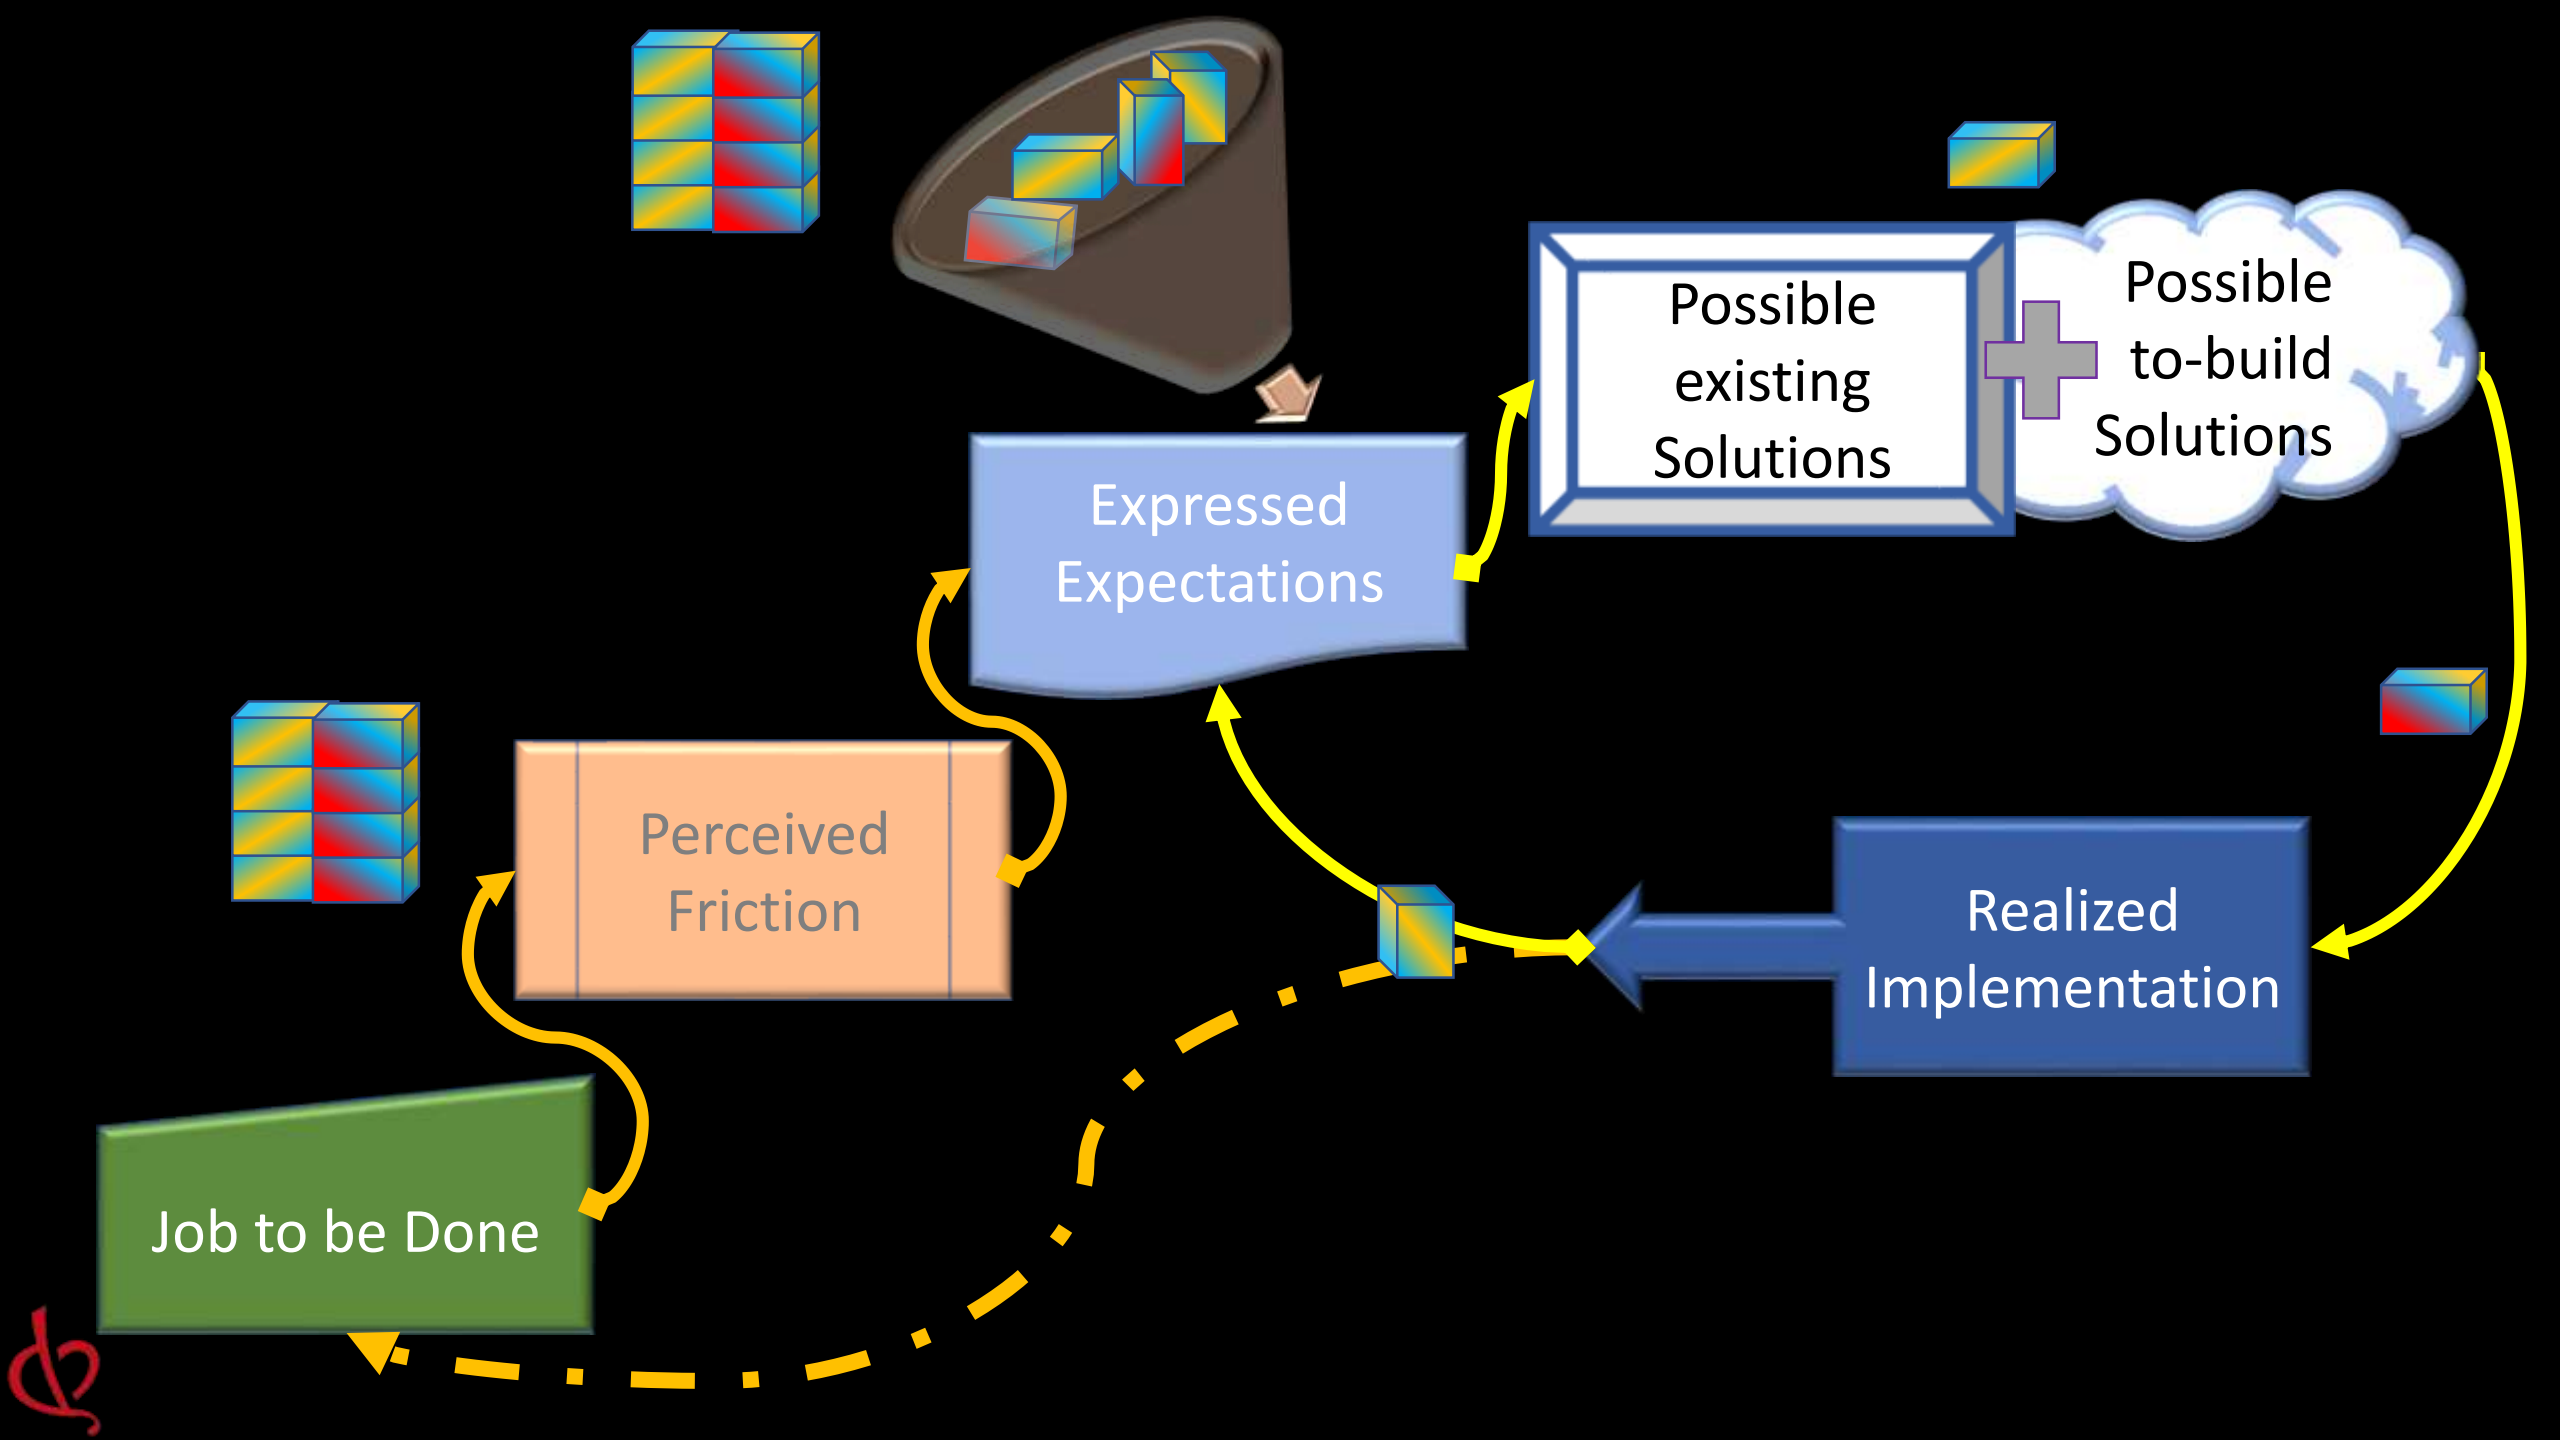 Possible
existing
Solutions
Possible
to-build
Solutions
Expressed
Expectations
Perceived
Friction
Realized
Implementation
Job to be Done